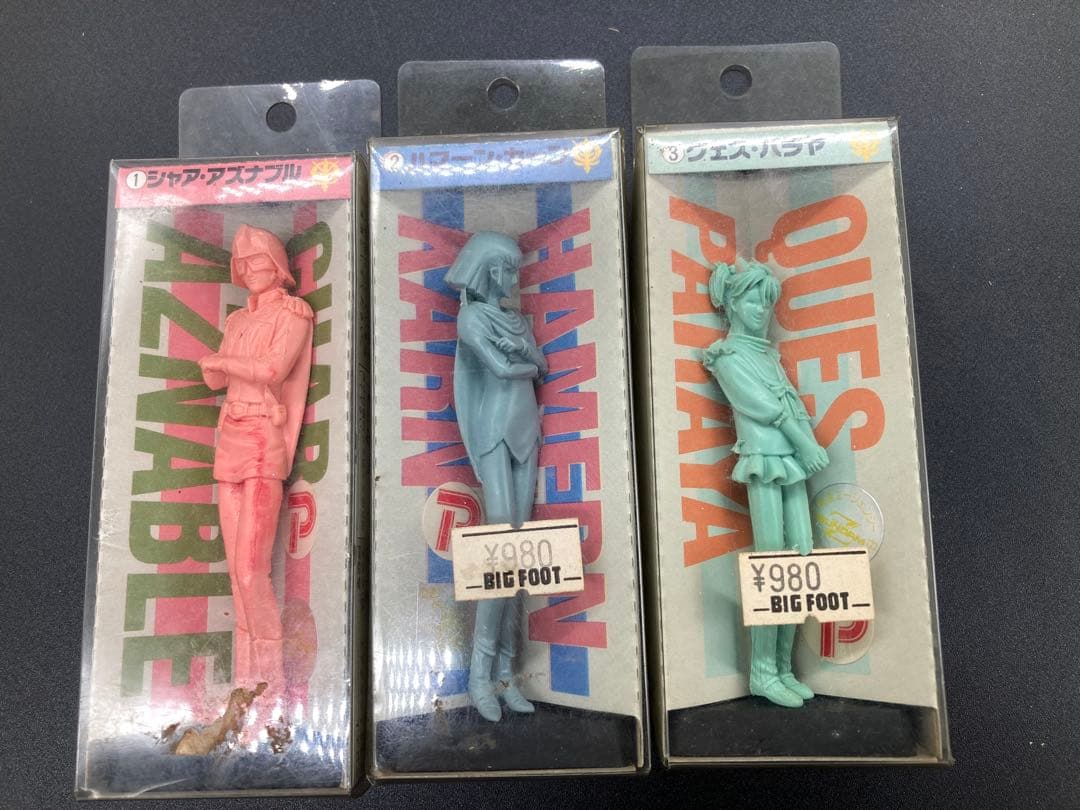 ①シャア・アズナブル
CHAR
AZNABLE
②ハマーン・カーン
HAMERN
KARN
¥980
BIG FOOT
③クェス・パラヤ
QUES
PARAYA
¥980
BIG FOOT